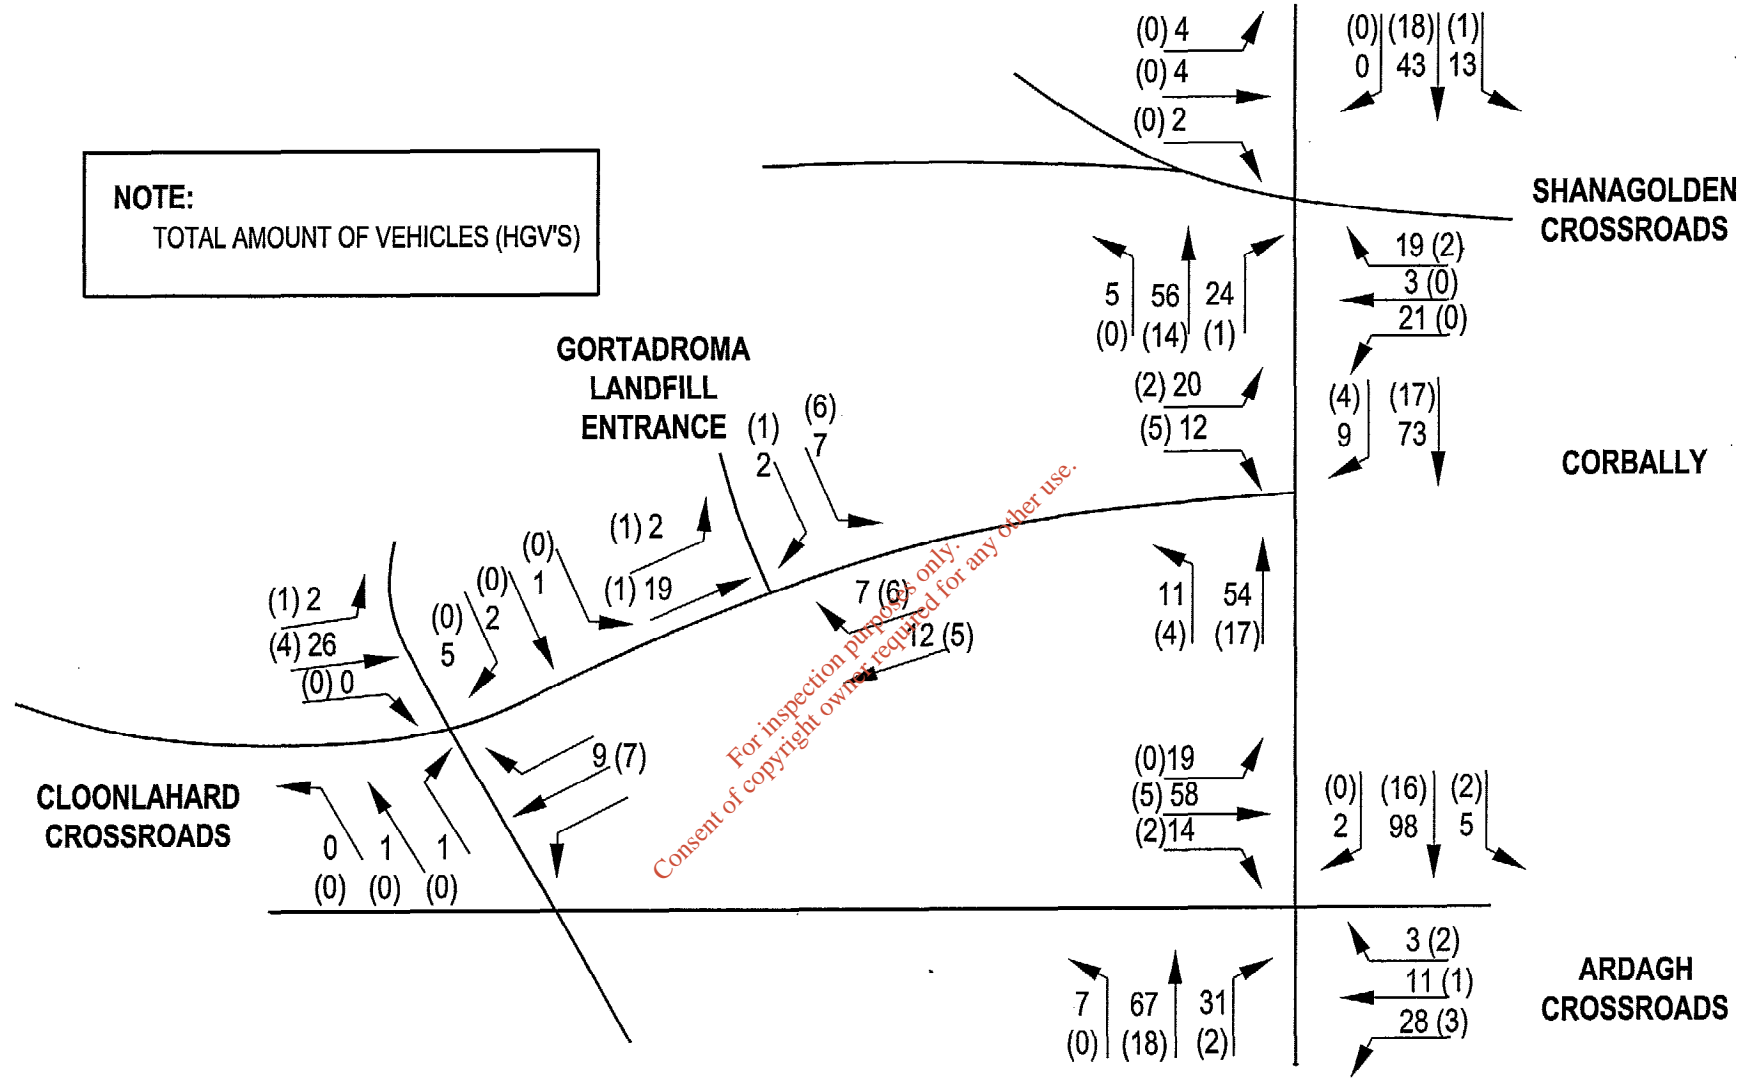 (0) 4
(0) 4
(0) 2
(0) (18) (1)
0 43 13
NOTE:
TOTAL AMOUNT OF VEHICLES (HGV'S)
SHANAGOLDEN
CROSSROADS
19 (2)
3 (0)
21 (0)
5 56 24
(0) (14) (1)
GORTADROMA
LANDFILL
ENTRANCE
(1)
2
(6)
7
(2) 20
(5) 12
(4) (17)
9 73
CORBALLY
(1) 2
(1) 19
(0)
1
(0)
2
(0)
5
(1) 2
(4) 26
(0) 0
7 (6)
12 (5)
11 54
(4) (17)
For inspection purposes only.
Consent of copyright owner required for any other use.
9 (7)
CLOONLAHARD
CROSSROADS
0 1 1
(0) (0) (0)
(0)19
(5) 58
(2)14
(0) (16) (2)
2 98 5
3 (2)
11 (1)
28 (3)
7 67 31
(0) (18) (2)
ARDAGH
CROSSROADS